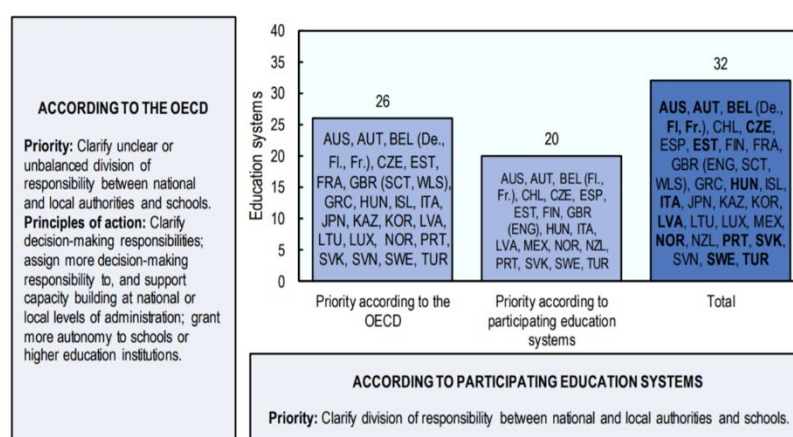 ACCORDING TO THE OECD
Priority: Clarify unclear or
unbalanced division of
responsibility between national
and local authorities and schools.
Principles of action: Clarify
decision-making responsibilities;
assign more decision-making
responsibility to, and support
capacity building at national or
local levels of administration; grant
more autonomy to schools or
higher education institutions.
Education systems
40
35
30
25
20
15
10
5
0
26
AUS, AUT, BEL (De.,
Fl., Fr.), CZE, EST,
FRA, GBR (SCT, WLS),
GRC, HUN, ISL, ITA,
JPN, KAZ, KOR, LVA,
LTU, LUX, NOR, PRT,
SVK, SVN, SWE, TUR
20
AUS, AUT, BEL (Fl.,
Fr.), CHL, CZE, ESP,
EST, FIN, GBR
(ENG), HUN, ITA,
LVA, MEX, NOR, NZL,
PRT, SVK, SWE, TUR
32
AUS, AUT, BEL (De.,
Fl, Fr.), CHL, CZE,
ESP, EST, FIN, FRA,
GBR (ENG, SCT,
WLS), GRC, HUN, ISL,
ITA, JPN, KAZ, KOR,
LVA, LTU, LUX, MEX,
NOR, NZL, PRT, SVK,
SVN, SWE, TUR
Priority according to the
OECD
Priority according to
participating education
systems
Total
ACCORDING TO PARTICIPATING EDUCATION SYSTEMS
Priority: Clarify division of responsibility between national and local authorities and schools.